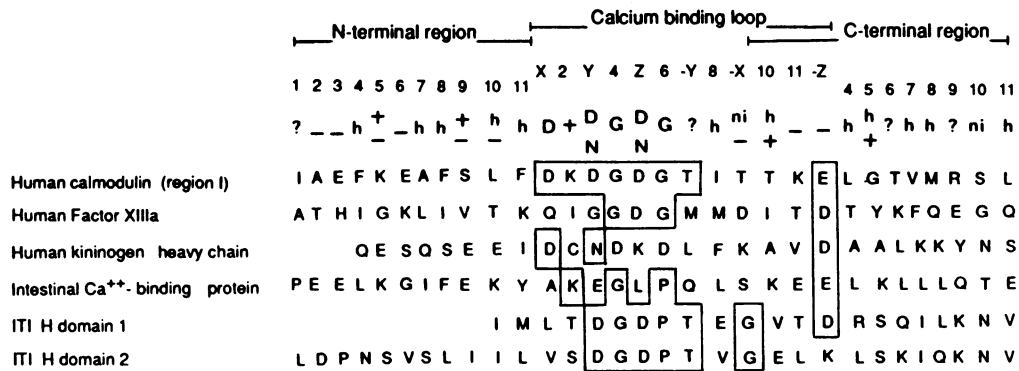 Calcium binding loop
N-terminal region C-terminal region
X 2 Y 4 Z 6 -Y 8 -X 10 11 -Z
1 2 3 4 5 6 7 8 9 10 11 4 5 6 7 8 9 10 11
+ + h D D ni h h
? _ _ h _ _ h h _ _ h D + N G N G ? h _ + _ _ h + ? h h ? ni h
Human calmodulin (region I) I A E F K E A F S L F D K D G D G T I T T K E L G T V M R S L
Human Factor XIIIa A T H I G K L I V T K Q I G G D G M M D I T D T Y K F Q E G Q
Human kininogen heavy chain Q E S Q S E E I D C N D K D L F K A V D A A L K K Y N S
Intestinal Ca++- binding protein P E E L K G I F E K Y A K E G L P Q L S K E E L K L L L Q T E
ITI H domain 1 I M L T D G D P T E G V T D R S Q I L K N V
ITI H domain 2 L D P N S V S L I I L V S D G D P T V G E L K L S K I Q K N V